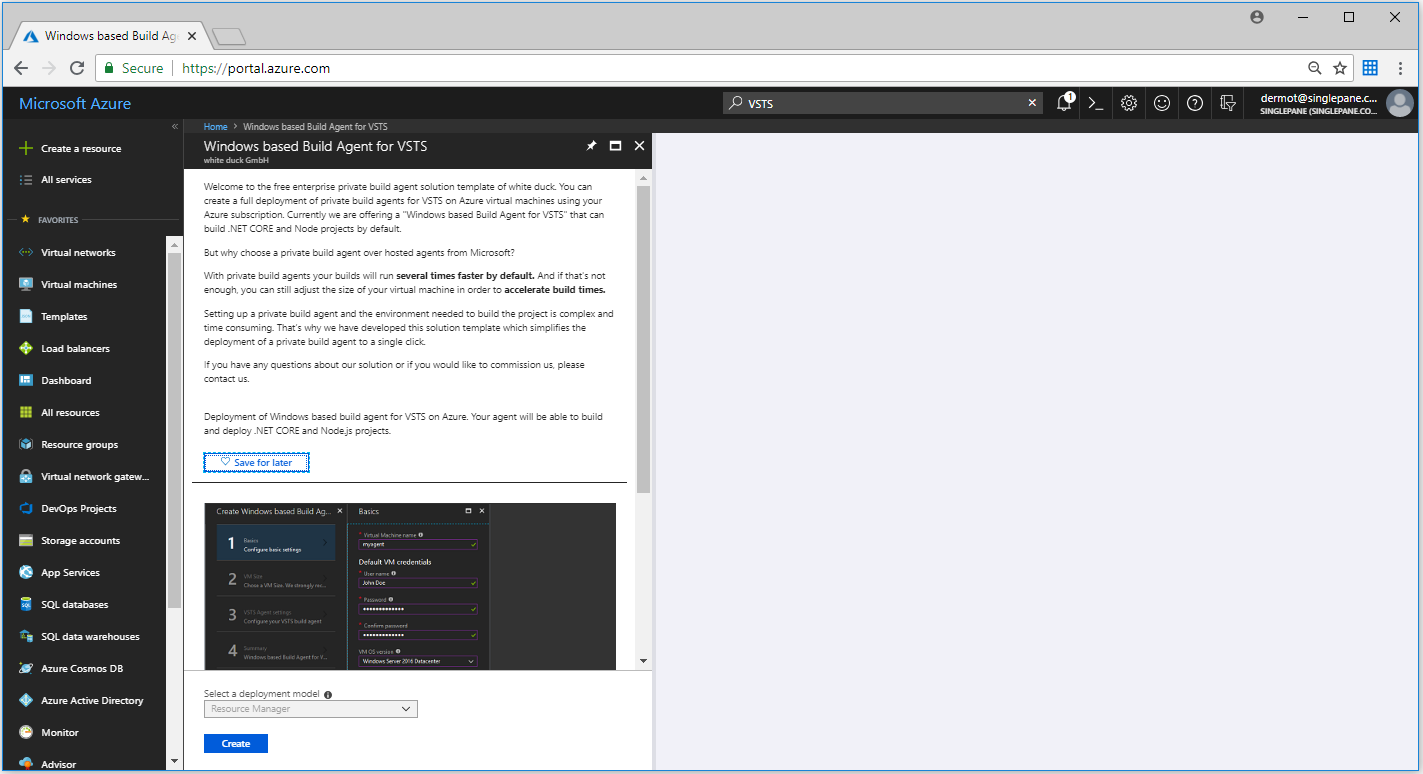 Windows based Build Ag
Secure
https://portal.azure.com
Microsoft Azure
VSTS
1
dermot@singlepane.c...
SINGLEPANE (SINGLEPANE.CO...
Create a resource
All services
FAVORITES
Virtual networks
Virtual machines
Templates
Load balancers
Dashboard
All resources
Resource groups
Virtual network gatew...
DevOps Projects
Storage accounts
App Services
SQL databases
SQL data warehouses
Azure Cosmos DB
Azure Active Directory
Monitor
Advisor
Home > Windows based Build Agent for VSTS
Windows based Build Agent for VSTS
white duck GmbH
Welcome to the free enterprise private build agent solution template of white duck. You can
create a full deployment of private build agents for VSTS on Azure virtual machines using your
Azure subscription. Currently we are offering a "Windows based Build Agent for VSTS" that can
build .NET CORE and Node projects by default.
But why choose a private build agent over hosted agents from Microsoft?
With private build agents your builds will run several times faster by default. And if that's not
enough, you can still adjust the size of your virtual machine in order to accelerate build times.
Setting up a private build agent and the environment needed to build the project is complex and
time consuming. That's why we have developed this solution template which simplifies the
deployment of a private build agent to a single click.
If you have any questions about our solution or if you would like to commission us, please
contact us.
Deployment of Windows based build agent for VSTS on Azure. Your agent will be able to build
and deploy .NET CORE and Node.js projects.
Save for later
Create Windows based Build Ag...
1
Basics
Configure basic settings
2
VM Size
Choose a VM Size. We strongly rec...
3
VSTS Agent settings
Configure your VSTS build agent
4
Summary
Windows based Build Agent for V...
Basics
* Virtual Machine name
myagent
Default VM credentials
* User name
John Doe
* Password
* Confirm password
VM OS version
Windows Server 2016 Datacenter
Select a deployment model
Resource Manager
Create